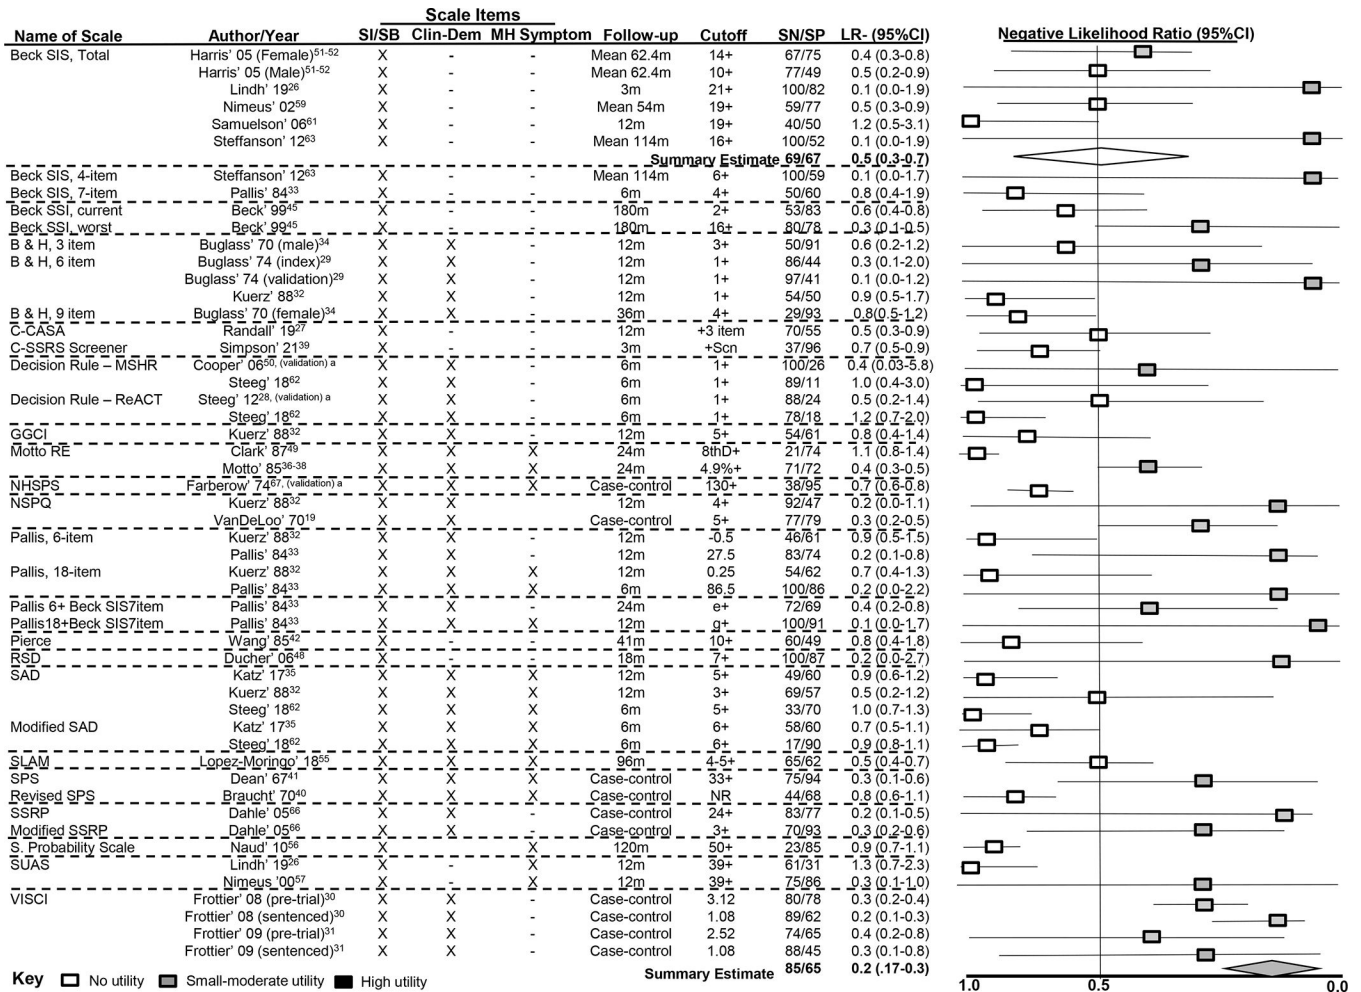 Scale Items
Name of Scale Author/Year SI/SB Clin-Dem MH Symptom Follow-up Cutoff SN/SP LR- (95%CI) Negative Likelihood Ratio (95%CI)
Beck SIS, Total Harris' 05 (Female)51-52 X - - Mean 62.4m 14+ 67/75 0.4 (0.3-0.8)
Harris' 05 (Male)51-52 X - - Mean 62.4m 10+ 77/49 0.5 (0.2-0.9)
Lindh' 1926 X - - 3m 21+ 100/82 0.1 (0.0-1.9)
Nimeus' 0259 X - - Mean 54m 19+ 59/77 0.5 (0.3-0.9)
Samuelson' 0661 X - - 12m 19+ 40/50 1.2 (0.5-3.1)
Steffanson' 1263 X - - Mean 114m 16+ 100/52 0.1 (0.0-1.9)
Summary Estimate 69/67 0.5 (0.3-0.7)
Beck SIS, 4-item Steffanson' 1263 X - - Mean 114m 6+ 100/59 0.1 (0.0-1.7)
Beck SIS, 7-item Pallis' 8433 X - - 6m 4+ 50/60 0.8 (0.4-1.9)
Beck SSI, current Beck' 9945 X - - 180m 2+ 53/83 0.6 (0.4-0.8)
Beck SSI, worst Beck' 9945 X - - 180m 16+ 80/78 0.3 (0.1-0.5)
B & H, 3 item Buglass' 70 (male)34 X X - 12m 3+ 50/91 0.6 (0.2-1.2)
B & H, 6 item Buglass' 74 (index)29 X X - 12m 1+ 86/44 0.3 (0.1-2.0)
Buglass' 74 (validation)29 X X - 12m 1+ 97/41 0.1 (0.0-1.2)
Kuerz' 8832 X X - 12m 1+ 54/50 0.9 (0.5-1.7)
B & H, 9 item Buglass' 70 (female)34 X X - 36m 4+ 29/93 0.8(0.5-1.2)
C-CASA Randall' 1927 X - - 12m +3 item 70/55 0.5 (0.3-0.9)
C-SSRS Screener Simpson' 2139 X - - 3m +Scn 37/96 0.7 (0.5-0.9)
Decision Rule – MSHR Cooper' 0650, (validation) a X X - 6m 1+ 100/26 0.4 (0.03-5.8)
Steeg' 1862 X X - 6m 1+ 89/11 1.0 (0.4-3.0)
Decision Rule – ReACT Steeg' 1228, (validation) a X X - 6m 1+ 88/24 0.5 (0.2-1.4)
Steeg' 1862 X X - 6m 1+ 78/18 1.2 (0.7-2.0)
GGCI Kuerz' 8832 X X - 12m 5+ 54/61 0.8 (0.4-1.4)
Motto RE Clark' 8749 X X X 24m 8thD+ 21/74 1.1 (0.8-1.4)
Motto' 8536-38 X X X 24m 4.9%+ 71/72 0.4 (0.3-0.5)
NHSPS Farberow' 7467, (validation) a X X X Case-control 130+ 38/95 0.7 (0.6-0.8)
NSPQ Kuerz' 8832 X X - 12m 4+ 92/47 0.2 (0.0-1.1)
VanDeLoo' 7019 X X - Case-control 5+ 77/79 0.3 (0.2-0.5)
Pallis, 6-item Kuerz' 8832 X X - 12m -0.5 46/61 0.9 (0.5-1.5)
Pallis' 8433 X X - 12m 27.5 83/74 0.2 (0.1-0.8)
Pallis, 18-item Kuerz' 8832 X X X 12m 0.25 54/62 0.7 (0.4-1.3)
Pallis' 8433 X X X 6m 86.5 100/86 0.2 (0.0-2.2)
Pallis 6+ Beck SIS7item Pallis' 8433 X X - 24m e+ 72/69 0.4 (0.2-0.8)
Pallis18+Beck SIS7item Pallis' 8433 X X X 12m g+ 100/91 0.1 (0.0-1.7)
Pierce Wang' 8542 X - - 41m 10+ 60/49 0.8 (0.4-1.8)
RSD Ducher' 0648 X - - 18m 7+ 100/87 0.2 (0.0-2.7)
SAD Katz' 1735 X X X 12m 5+ 49/60 0.9 (0.6-1.2)
Kuerz' 8832 X X X 12m 3+ 69/57 0.5 (0.2-1.2)
Steeg' 1862 X X X 6m 5+ 33/70 1.0 (0.7-1.3)
Modified SAD Katz' 1735 X X X 6m 6+ 58/60 0.7 (0.5-1.1)
Steeg' 1862 X X X 6m 6+ 17/90 0.9 (0.8-1.1)
SLAM Lopez-Moringo' 1855 X X X 96m 4-5+ 65/62 0.5 (0.4-0.7)
SPS Dean' 6741 X X X Case-control 33+ 75/94 0.3 (0.1-0.6)
Revised SPS Braucht' 7040 X X X Case-control NR 44/68 0.8 (0.6-1.1)
SSRP Dahle' 0566 X X - Case-control 24+ 83/77 0.2 (0.1-0.5)
Modified SSRP Dahle' 0566 X X - Case-control 3+ 70/93 0.3 (0.2-0.6)
S. Probability Scale Naud' 1056 X - X 120m 50+ 23/85 0.9 (0.7-1.1)
SUAS Lindh' 1926 X - X 12m 39+ 61/31 1.3 (0.7-2.3)
Nimeus '0057 X - X 12m 39+ 75/86 0.3 (0.1-1.0)
VISCI Frottier' 08 (pre-trial)30 X X - Case-control 3.12 80/78 0.3 (0.2-0.4)
Frottier' 08 (sentenced)30 X X - Case-control 1.08 89/62 0.2 (0.1-0.3)
Frottier' 09 (pre-trial)31 X X - Case-control 2.52 74/65 0.4 (0.2-0.8)
Frottier' 09 (sentenced)31 X X - Case-control 1.08 88/45 0.3 (0.1-0.8)
Summary Estimate 85/65 0.2 (.17-0.3)
Key No utility Small-moderate utility High utility
1.0 0.5 0.0